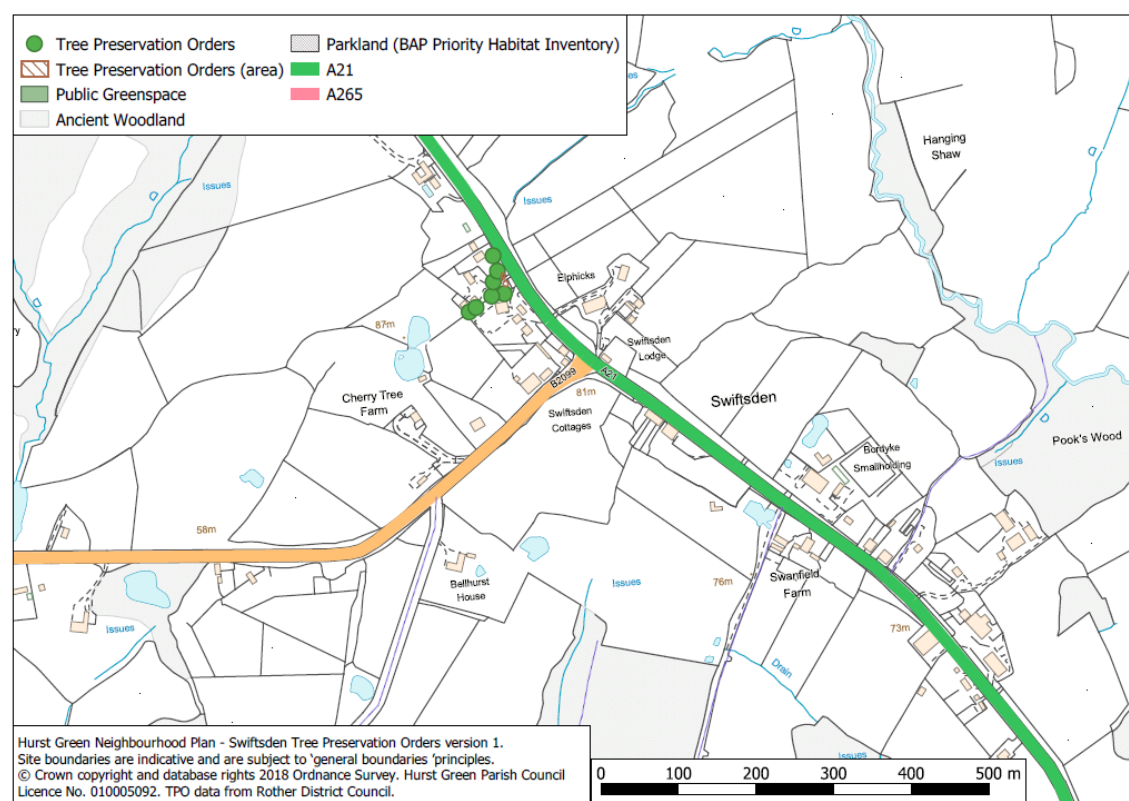 Tree Preservation Orders
Tree Preservation Orders (area)
Public Greenspace
Ancient Woodland
Parkland (BAP Priority Habitat Inventory)
A21
A265
Issues
Hanging
Shaw
Issues
Issues
Elphicks
87m
Swiftsden
Lodge
B2099
A21
81m
Cherry Tree
Farm
Swiftsden
Cottages
Swiftsden
Pook's Wood
Bordyke
Smallholding
Issues
58m
Bellhurst
House
Issues
76m
Swanfield
Farm
Issues
73m
Drain
Issues
Hurst Green Neighbourhood Plan - Swiftsden Tree Preservation Orders version 1.
Site boundaries are indicative and are subject to 'general boundaries 'principles.
© Crown copyright and database rights 2018 Ordnance Survey. Hurst Green Parish Council
Licence No. 010005092. TPO data from Rother District Council.
0 100 200 300 400 500 m